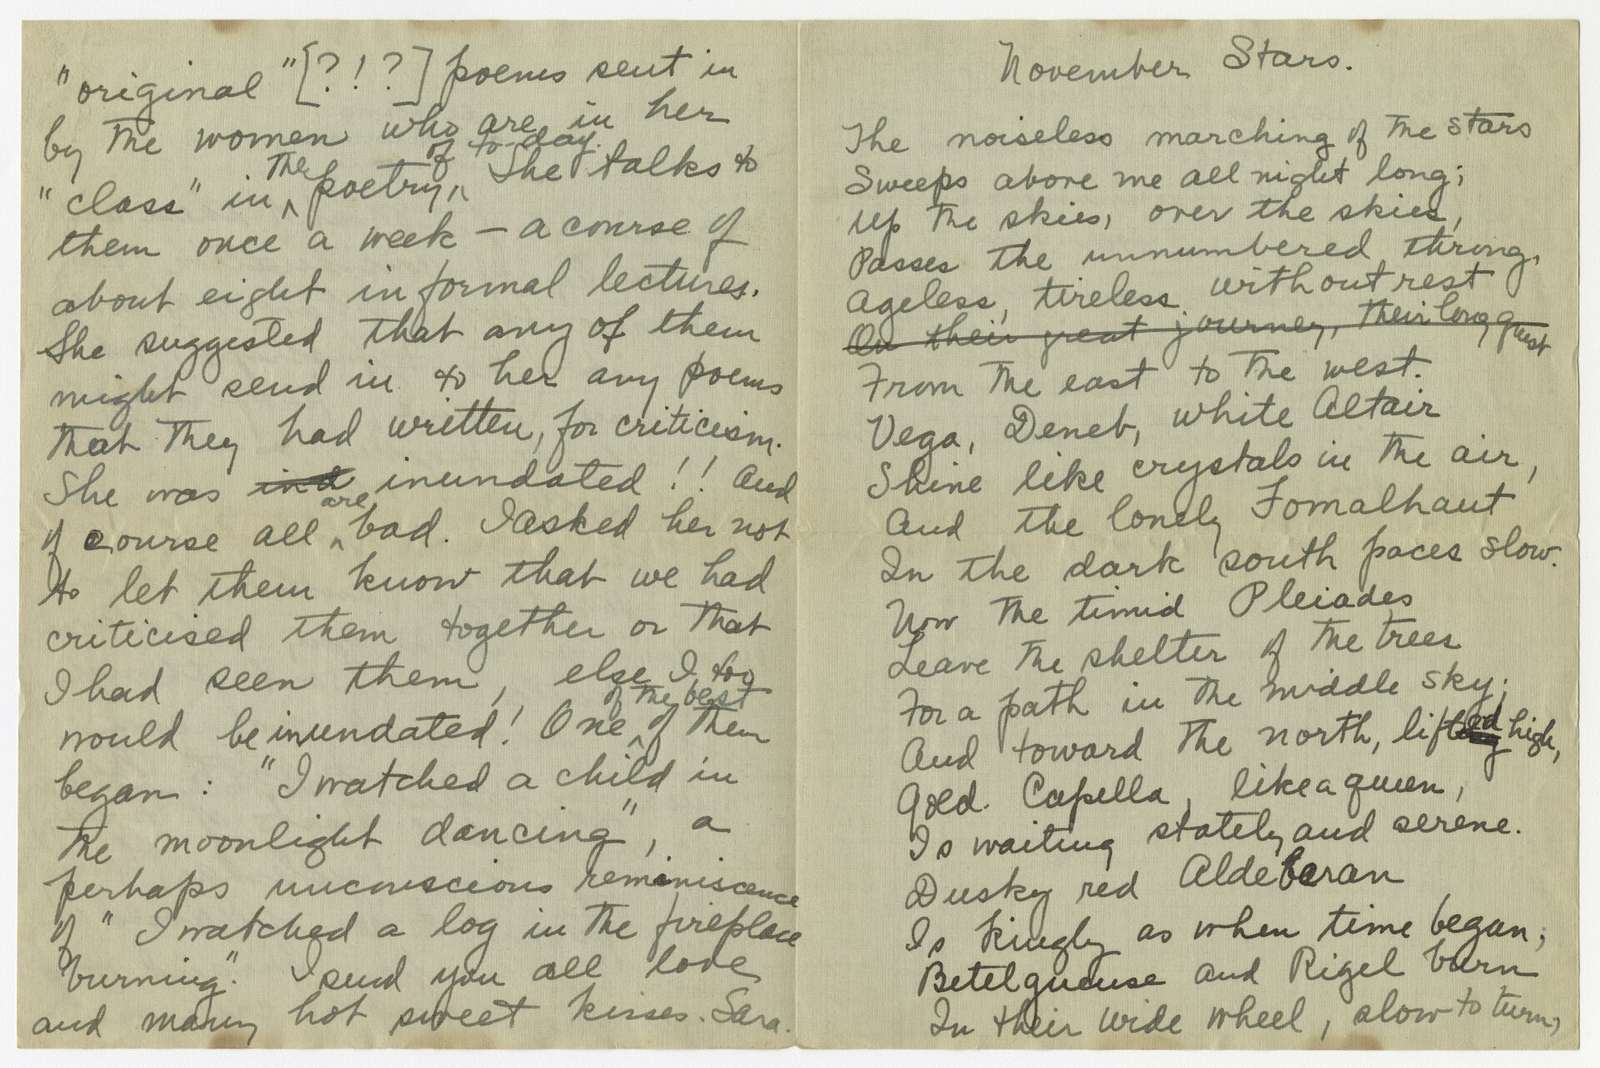 "original" [?!?] poems sent in
by the women who are in her
"class" in the poetry of to-day. She talks to
them once a week – a course of
about eight informal lectures.
She suggested that any of them
might send in to her any poems
that they had written, for criticism.
She was ind inundated!! And
of course all are bad. I asked her not
to let them know that we had
criticised them together or that
I had seen them, else I, too
would be inundated! One of the best of them
began: "I watched a child in
the moonlight dancing", a
perhaps unconscious reminiscence
of "I watched a log in the fireplace
burning". I send you all love
and many hot sweet kisses. Sara.
November Stars.
The noiseless marching of the stars
Sweeps above me all night long;
Up the skies, over the skies,
Passes the unnumbered throng,
Ageless, tireless, without rest
On their great journey, their long quest
From the east to the west.
Vega, Deneb, white Altair
Shine like crystals in the air,
And the lonely Fomalhaut
In the dark south paces slow.
Now the timid Pleiades
Leave the shelter of the trees
For a path in the middle sky;
And toward the north, lifted high,
Gold Capella, like a queen,
Is waiting stately and serene.
Dusky red Aldebaran
Is kingly as when time began;
Betelgueuse and Rigel burn
In their wide wheel, slow to turn,